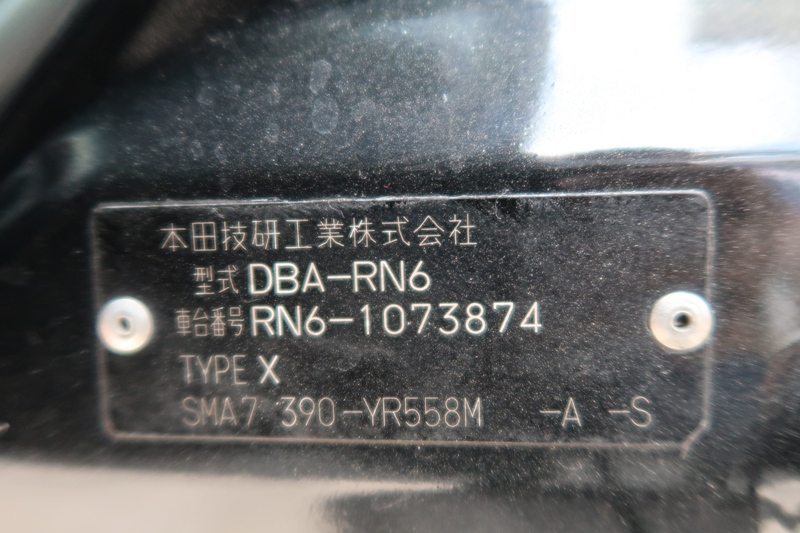 本田技研工業株式会社
型式 DBA-RN6
車台番号 RN6-1073874
TYPE X
SMA7 390-YR558M -A -S